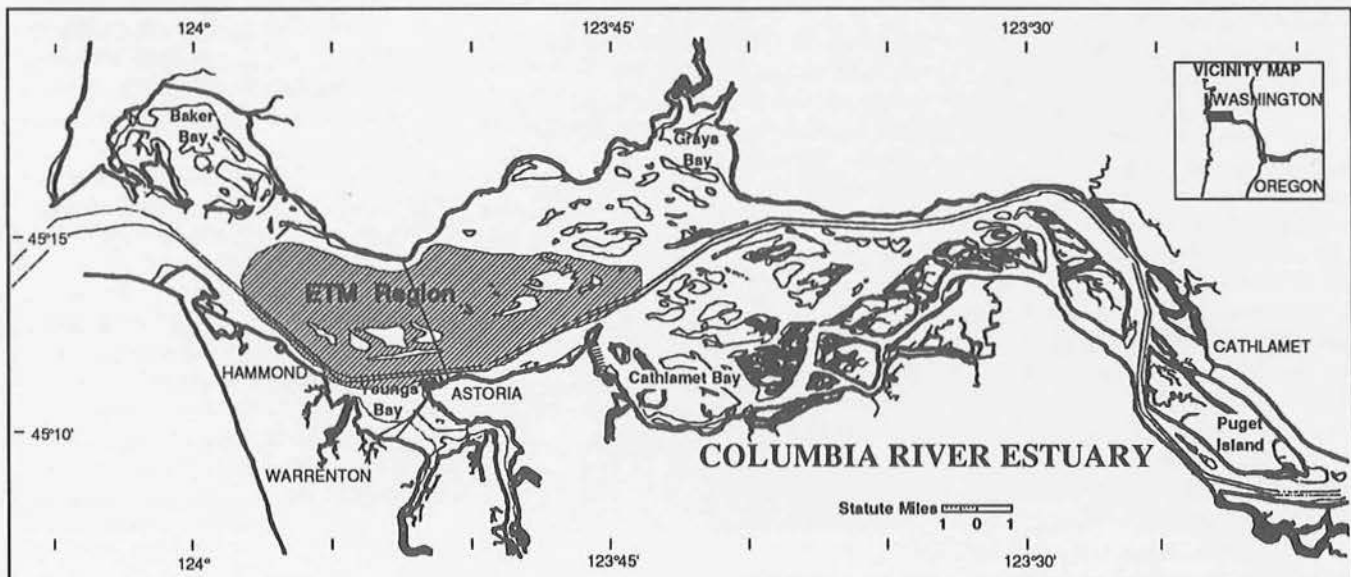 124°
123°45'
123°30'
VICINITY MAP
WASHINGTON
OREGON
Baker
Bay
Grays
Bay
45°15'
ETM Region
HAMMOND
Youngs
Bay
ASTORIA
Cathlamet Bay
CATHLAMET
45°10'
WARRENTON
Puget
Island
COLUMBIA RIVER ESTUARY
Statute Miles
1 0 1
124°
123°45'
123°30'